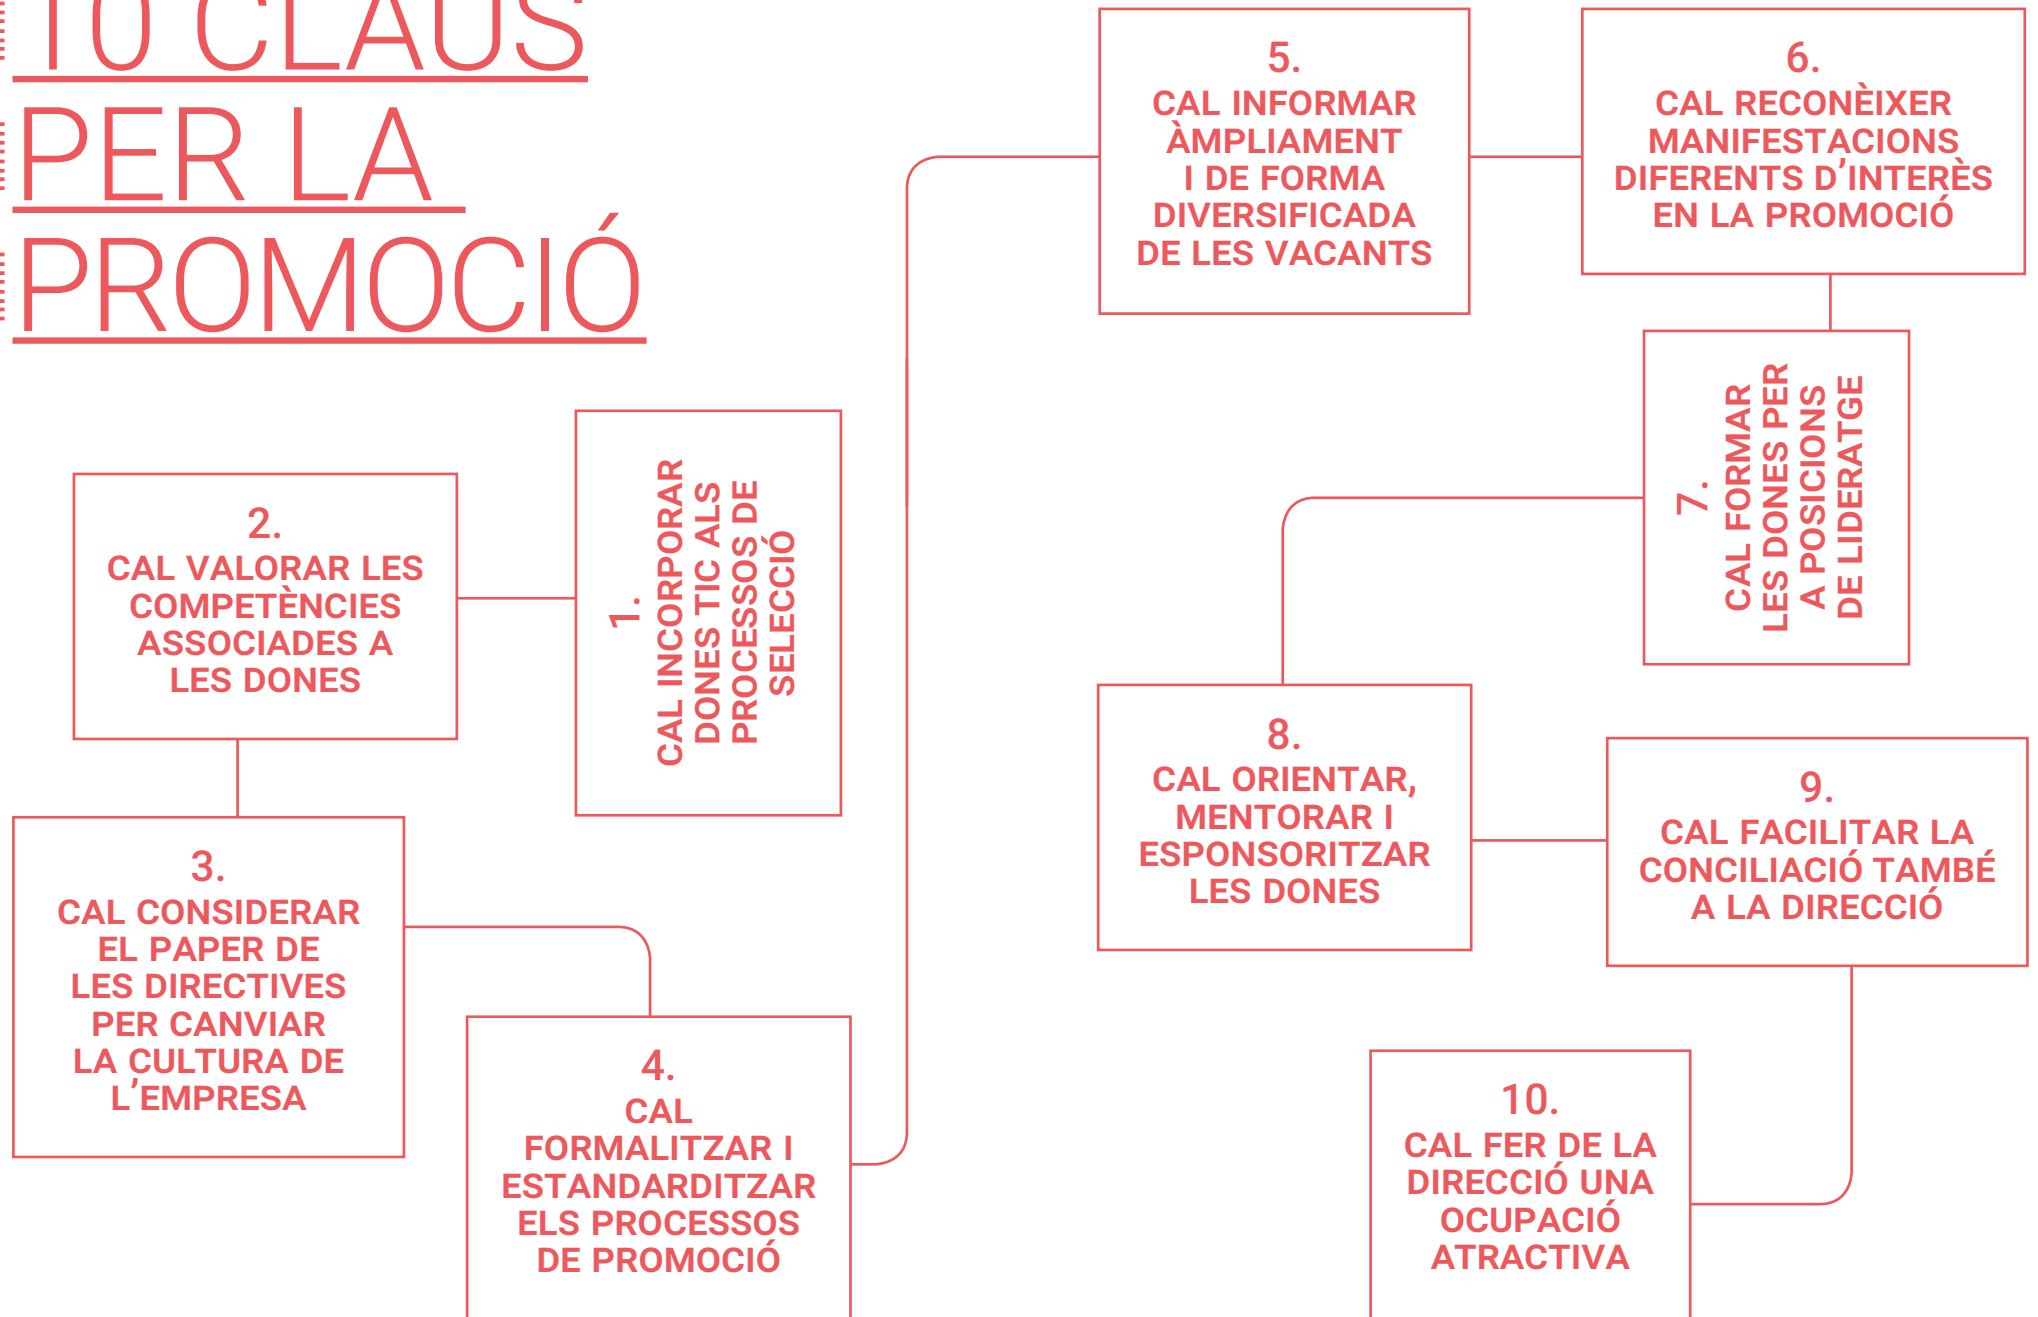 10 CLAUS
PER LA
PROMOCIÓ
1.
CAL INCORPORAR
DONES TIC ALS
PROCESSOS DE
SELECCIÓ
2.
CAL VALORAR LES
COMPETÈNCIES
ASSOCIADES A
LES DONES
3.
CAL CONSIDERAR
EL PAPER DE
LES DIRECTIVES
PER CANVIAR
LA CULTURA DE
L'EMPRESA
4.
CAL
FORMALITZAR I
ESTANDARDITZAR
ELS PROCESSOS
DE PROMOCIÓ
5.
CAL INFORMAR
ÀMPLIAMENT
I DE FORMA
DIVERSIFICADA
DE LES VACANTS
6.
CAL RECONÈIXER
MANIFESTACIONS
DIFERENTS D'INTERÈS
EN LA PROMOCIÓ
7.
CAL FORMAR
LES DONES PER
A POSICIONS
DE LIDERATGE
8.
CAL ORIENTAR,
MENTORAR I
ESPONSORITZAR
LES DONES
9.
CAL FACILITAR LA
CONCILIACIÓ TAMBÉ
A LA DIRECCIÓ
10.
CAL FER DE LA
DIRECCIÓ UNA
OCUPACIÓ
ATRACTIVA